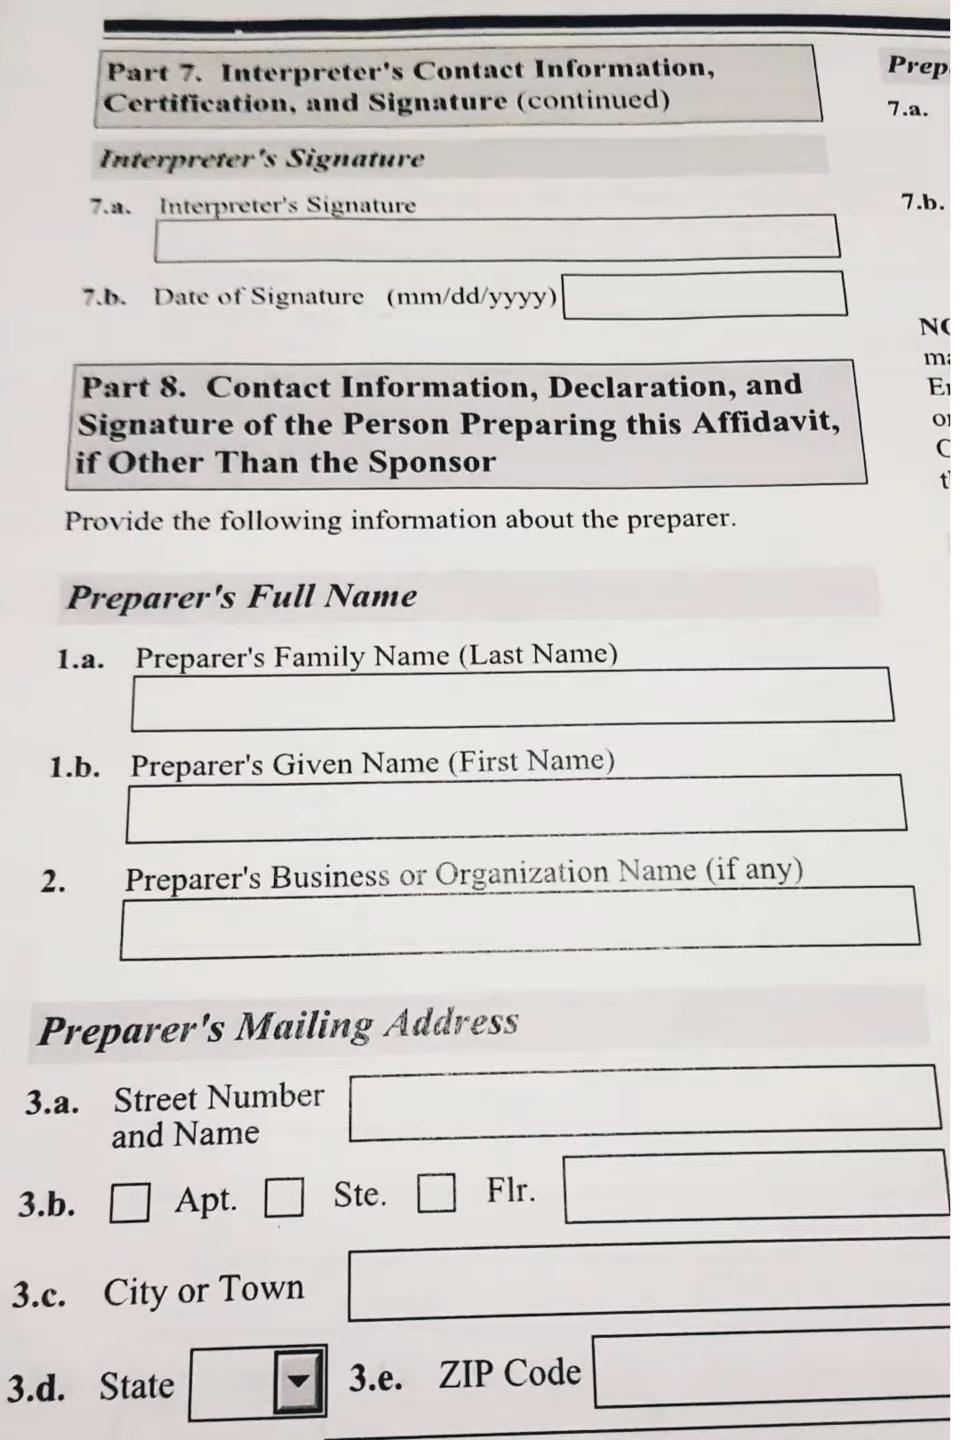 Part 7. Interpreter's Contact Information,
Certification, and Signature (continued)
Interpreter's Signature
7.a. Interpreter's Signature
7.b. Date of Signature (mm/dd/yyyy)
Part 8. Contact Information, Declaration, and
Signature of the Person Preparing this Affidavit,
if Other Than the Sponsor
Provide the following information about the preparer.
Preparer's Full Name
1.a. Preparer's Family Name (Last Name)
1.b. Preparer's Given Name (First Name)
2. Preparer's Business or Organization Name (if any)
Preparer's Mailing Address
3.a. Street Number
and Name
3.b. Apt. Ste. Flr.
3.c. City or Town
3.d. State 3.e. ZIP Code
Prep
7.a.
7.b.